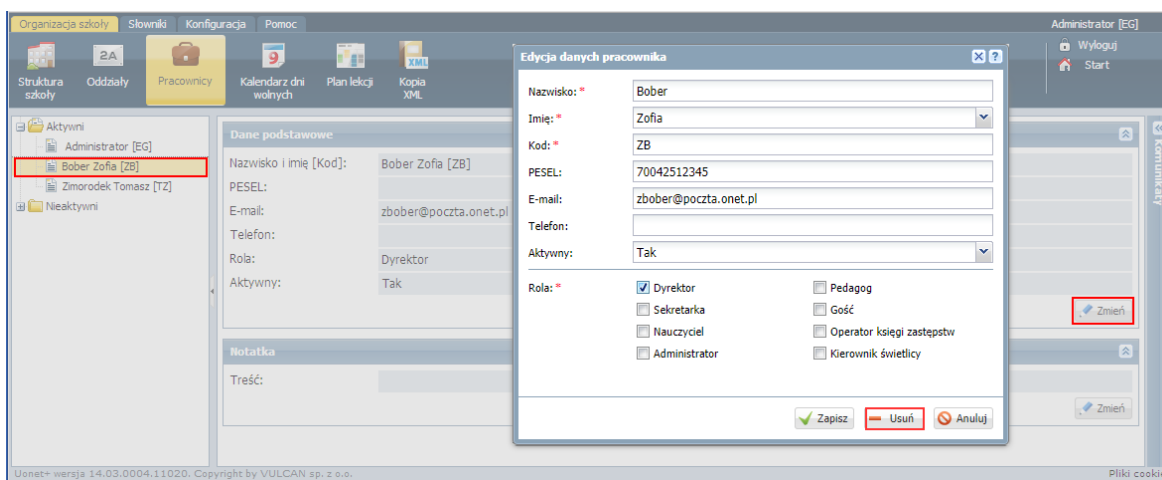 Organizacja szkoły Słowniki Konfiguracja Pomoc Administrator [EG]
Struktura szkoły
2A Oddziały
Pracownicy
9 Kalendarz dni wolnych
Plan lekcji
XML Kopia XML
Wyloguj
Start
Aktywni
Administrator [EG]
Bober Zofia [ZB]
Zimorodek Tomasz [TZ]
Nieaktywni
Dane podstawowe
Nazwisko i imię [Kod]: Bober Zofia [ZB]
PESEL:
E-mail: zbober@poczta.onet.pl
Telefon:
Rola: Dyrektor
Aktywny: Tak
Zmień
Notatka
Treść:
Zmień
Komunikaty
Edycja danych pracownika
Nazwisko: * Bober
Imię: * Zofia
Kod: * ZB
PESEL: 70042512345
E-mail: zbober@poczta.onet.pl
Telefon:
Aktywny: Tak
Rola: * Dyrektor Pedagog
Sekretarka Gość
Nauczyciel Operator księgi zastępstw
Administrator Kierownik świetlicy
Zapisz Usuń Anuluj
Uonet+ wersja 14.03.0004.11020. Copyright by VULCAN sp. z o.o. Pliki cookie